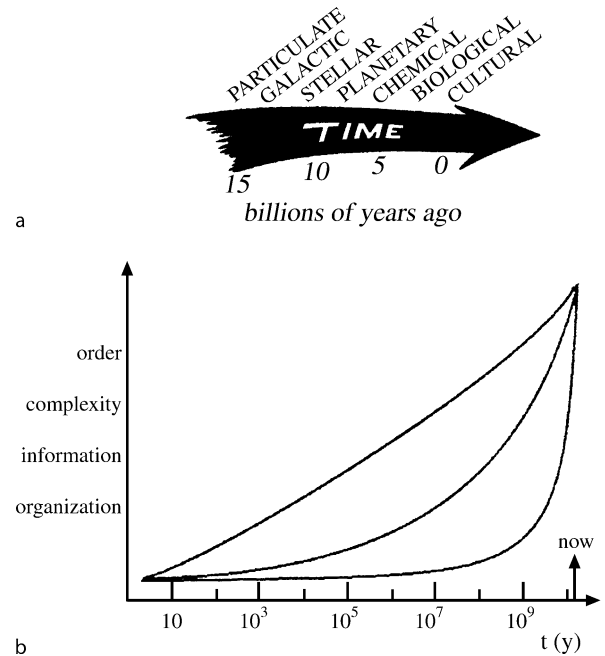 PARTICULATE
GALACTIC
STELLAR
PLANETARY
CHEMICAL
BIOLOGICAL
CULTURAL
TIME
15 10 5 0
billions of years ago
a
order
complexity
information
organization
now
10 10³ 10⁵ 10⁷ 10⁹
t (y)
b